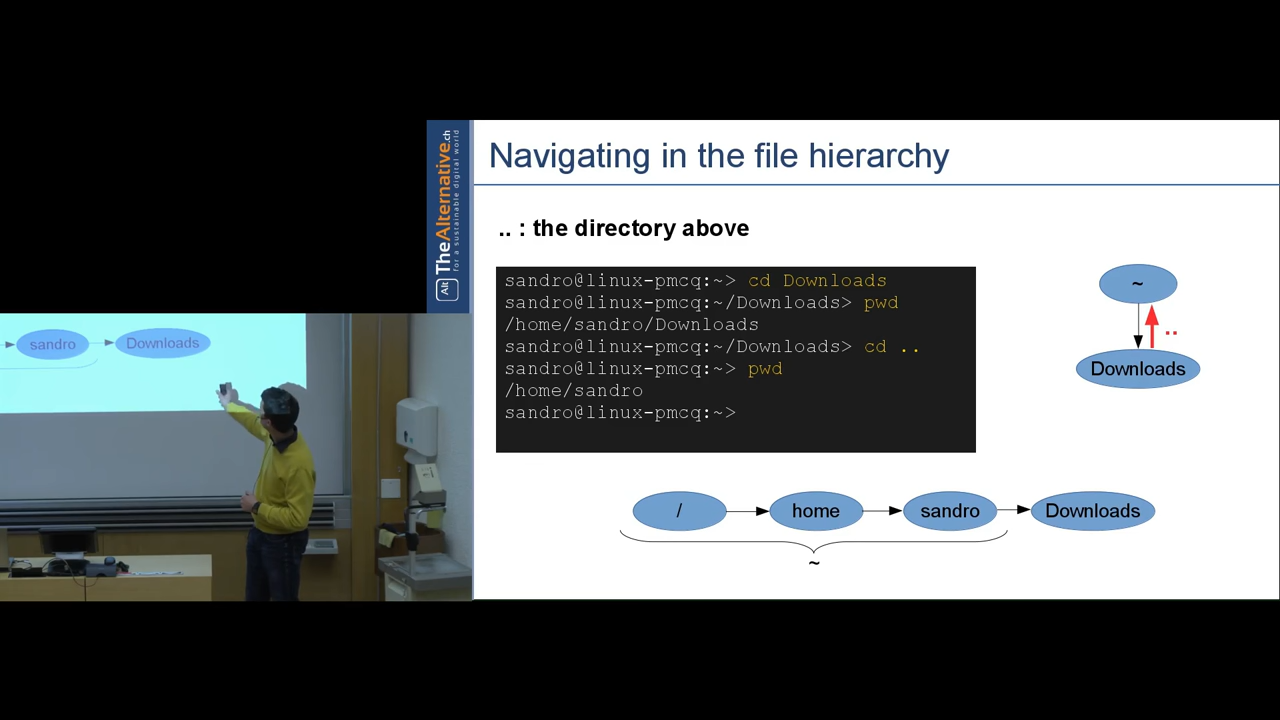 Navigating in the file hierarchy
Alt TheAlternative.ch
for a sustainable digital world
.. : the directory above
sandro@linux-pmcq:~> cd Downloads
sandro@linux-pmcq:~/Downloads> pwd
/home/sandro/Downloads
sandro@linux-pmcq:~/Downloads> cd ..
sandro@linux-pmcq:~> pwd
/home/sandro
sandro@linux-pmcq:~>
~
..
Downloads
/ home sandro Downloads
~
sandro Downloads